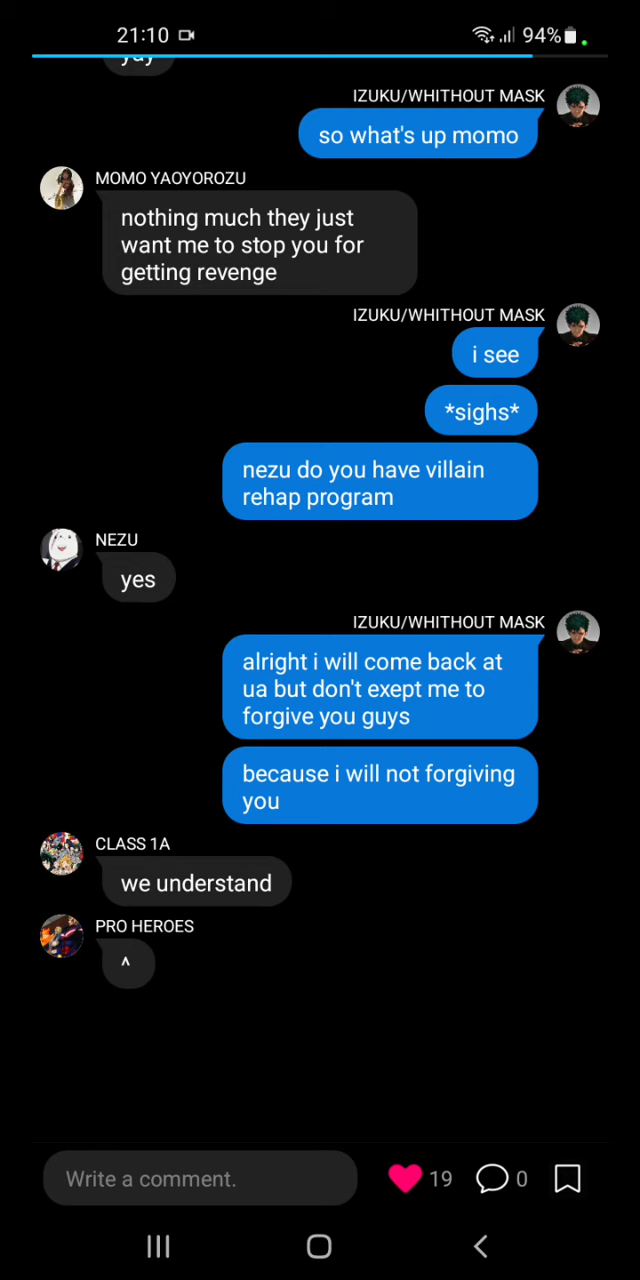 21:10
94%
yay
IZUKU/WHITHOUT MASK
so what's up momo
MOMO YAOYOROZU
nothing much they just
want me to stop you for
getting revenge
IZUKU/WHITHOUT MASK
i see
*sighs*
nezu do you have villain
rehap program
NEZU
yes
IZUKU/WHITHOUT MASK
alright i will come back at
ua but don't exept me to
forgive you guys
because i will not forgiving
you
CLASS 1A
we understand
PRO HEROES
^
Write a comment.
19
0